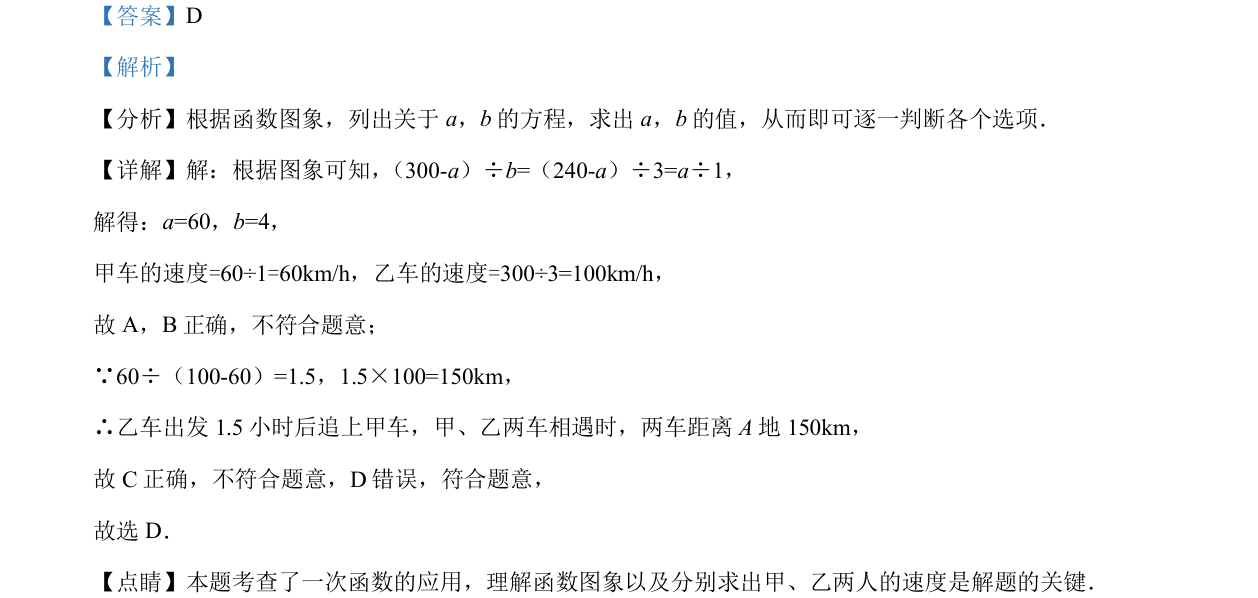 【答案】D
【解析】
【分析】根据函数图象，列出关于 a，b 的方程，求出 a，b 的值，从而即可逐一判断各个选项．
【详解】解：根据图象可知，（300-a）÷b=（240-a）÷3=a÷1，
解得：a=60，b=4，
甲车的速度=60÷1=60km/h，乙车的速度=300÷3=100km/h，
故 A，B 正确，不符合题意；
∵60÷（100-60）=1.5，1.5×100=150km，
∴乙车出发 1.5 小时后追上甲车，甲、乙两车相遇时，两车距离 A 地 150km，
故 C 正确，不符合题意，D 错误，符合题意，
故选 D．
【点睛】本题考查了一次函数的应用，理解函数图象以及分别求出甲、乙两人的速度是解题的关键．